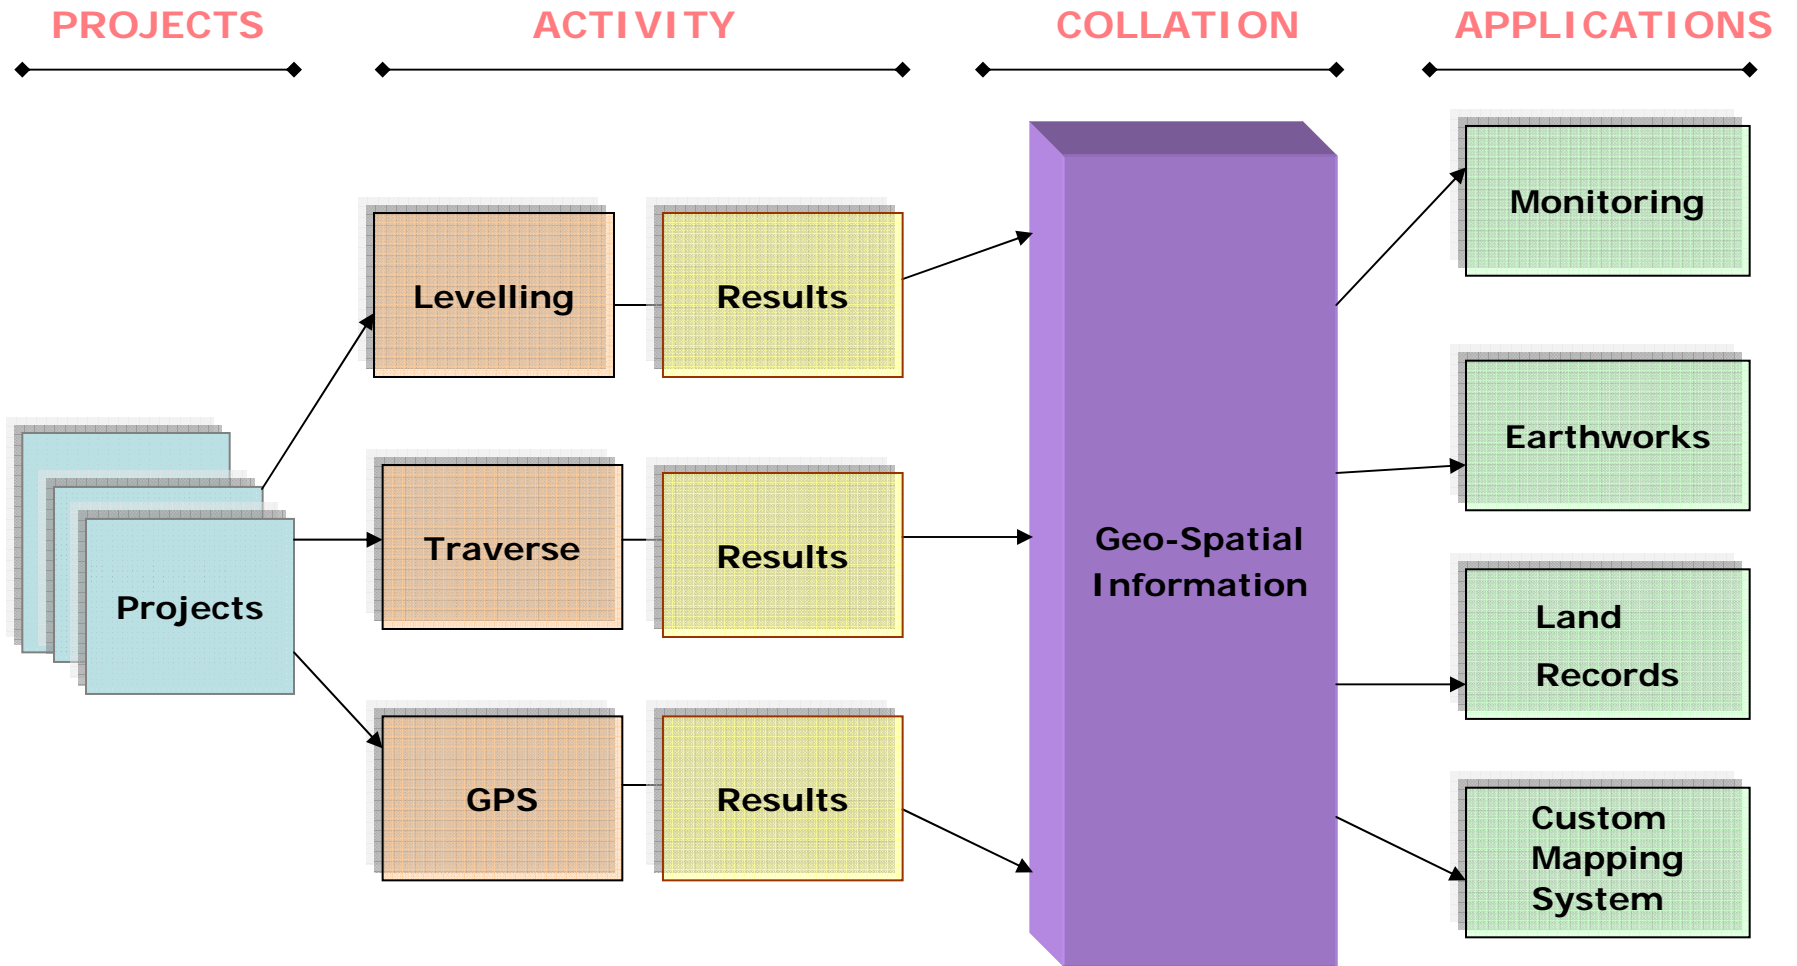 PROJECTS
ACTIVITY
COLLATION
APPLICATIONS
Projects
Levelling
Results
Traverse
Results
GPS
Results
Geo-Spatial
Information
Monitoring
Earthworks
Land
Records
Custom
Mapping
System